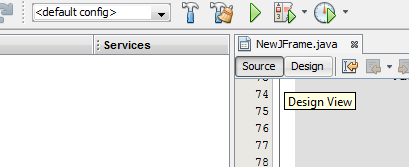 <default config>
Services
NewJFrame.java
Source Design
74
Design View
75
76
77
78